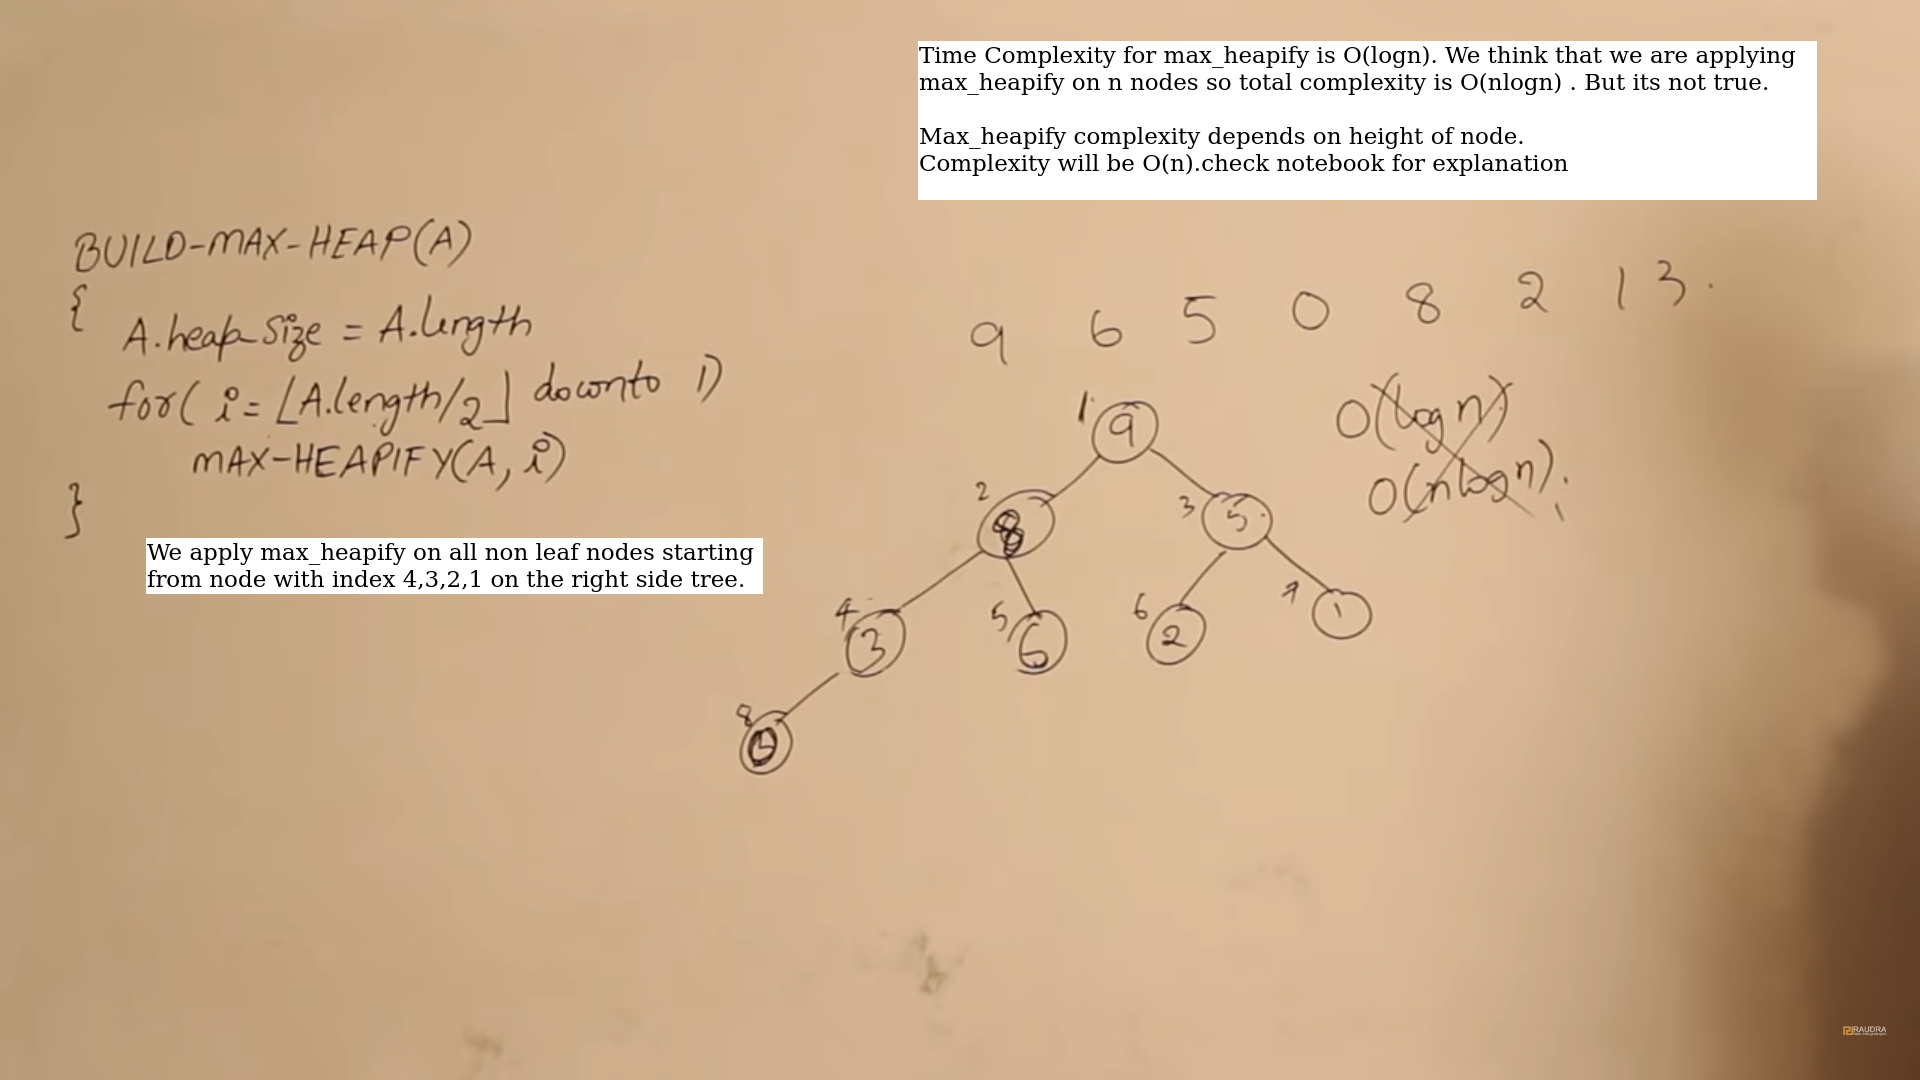 Time Complexity for max_heapify is O(logn). We think that we are applying
max_heapify on n nodes so total complexity is O(nlogn) . But its not true.
Max_heapify complexity depends on height of node.
Complexity will be O(n).check notebook for explanation
BUILD-MAX-HEAP(A)
{
A.heap-size = A.length
for( i = ⌊A.length/2⌋ downto 1)
MAX-HEAPIFY(A, i)
}
We apply max_heapify on all non leaf nodes starting
from node with index 4,3,2,1 on the right side tree.
9 6 5 0 8 2 1 3.
O(log n)
O(n log n).
1 9
2 8 3 5
4 3 5 6 6 2 7 1
8 0
RAUDRA